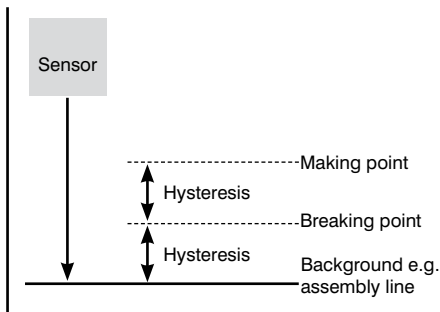 Sensor
Making point
Hysteresis
Breaking point
Hysteresis
Background e.g.
assembly line